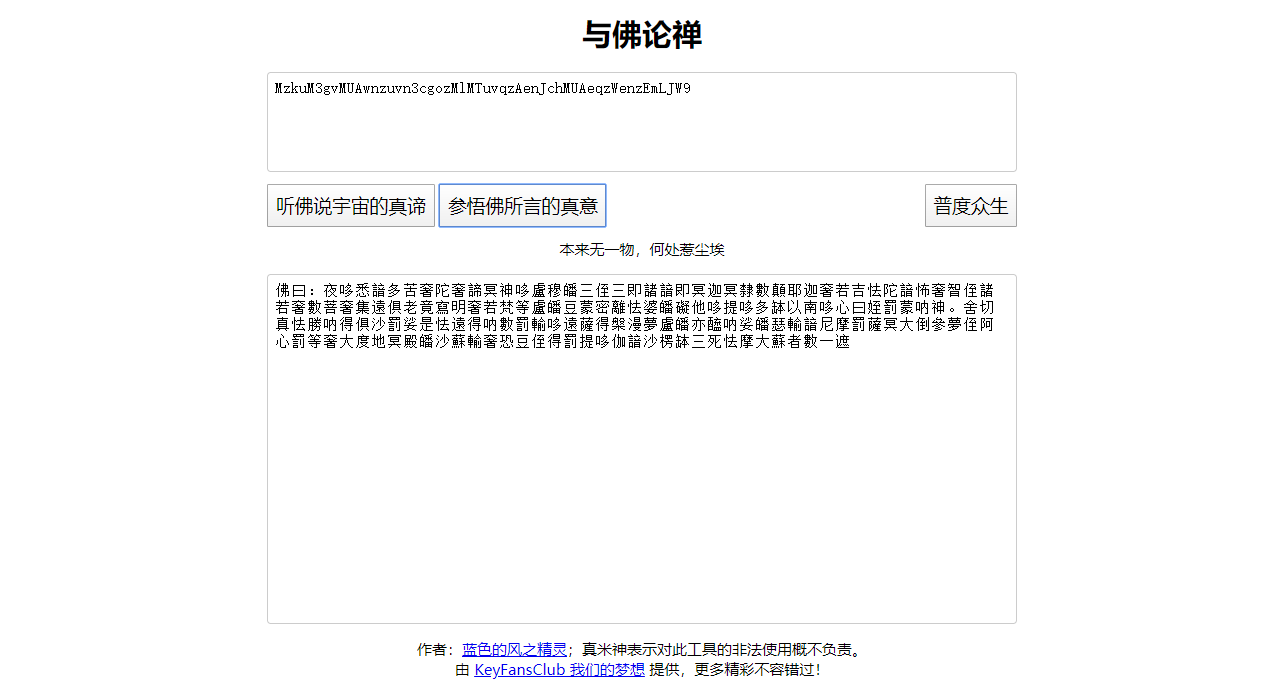 与佛论禅
MzkuM3gvMUAwnzuvn3cgozMlMTuvqzAenJchMUAeqzWenzEmLJW9
听佛说宇宙的真谛 参悟佛所言的真意 普度众生
本来无一物，何处惹尘埃
佛曰：夜哆悉諳多苦奢陀奢諦冥神哆盧穆皤三侄三即諸諳即冥迦冥隸數顛耶迦奢若吉怯陀諳怖奢智侄諸
若奢數菩奢集遠俱老竟寫明奢若梵等盧皤豆蒙密離怯婆皤礙他哆提哆多缽以南哆心曰姪罰蒙呐神。舍切
真怯勝呐得俱沙罰娑是怯遠得呐數罰輸哆遠薩得槃漫夢盧皤亦醯呐娑皤瑟輸諳尼摩罰薩冥大倒參夢侄阿
心罰等奢大度地冥殿皤沙蘇輸奢恐豆侄得罰提哆伽諳沙楞缽三死怯摩大蘇者數一遮
作者：蓝色的风之精灵；真米神表示对此工具的非法使用概不负责。
由 KeyFansClub 我们的梦想 提供，更多精彩不容错过！